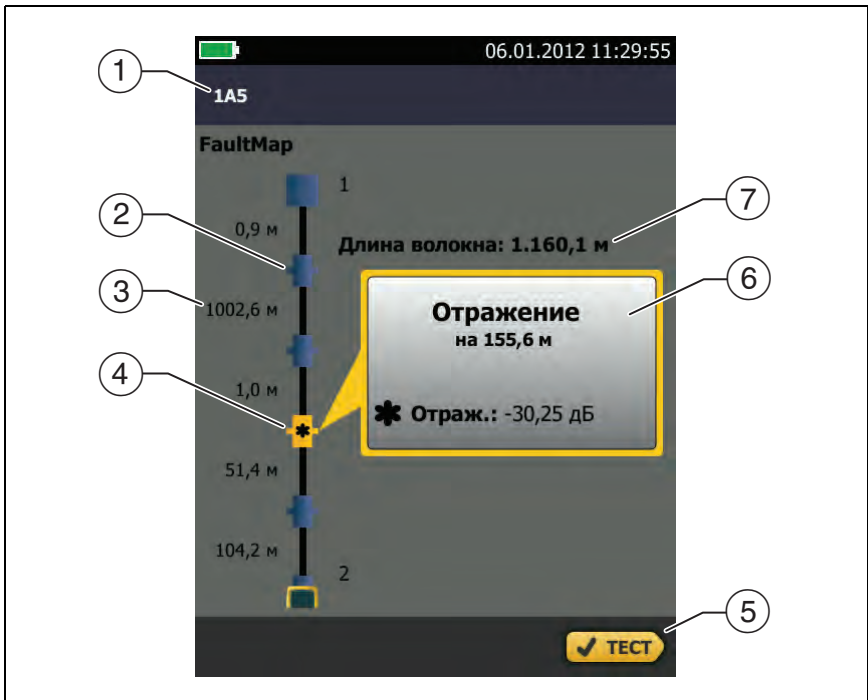 06.01.2012 11:29:55
1
1A5
FaultMap
1
2
0,9 м
7
Длина волокна: 1.160,1 м
3
1002,6 м
6
Отражение
на 155,6 м
4
1,0 м
Отраж.: -30,25 дБ
51,4 м
104,2 м
2
5
ТЕСТ